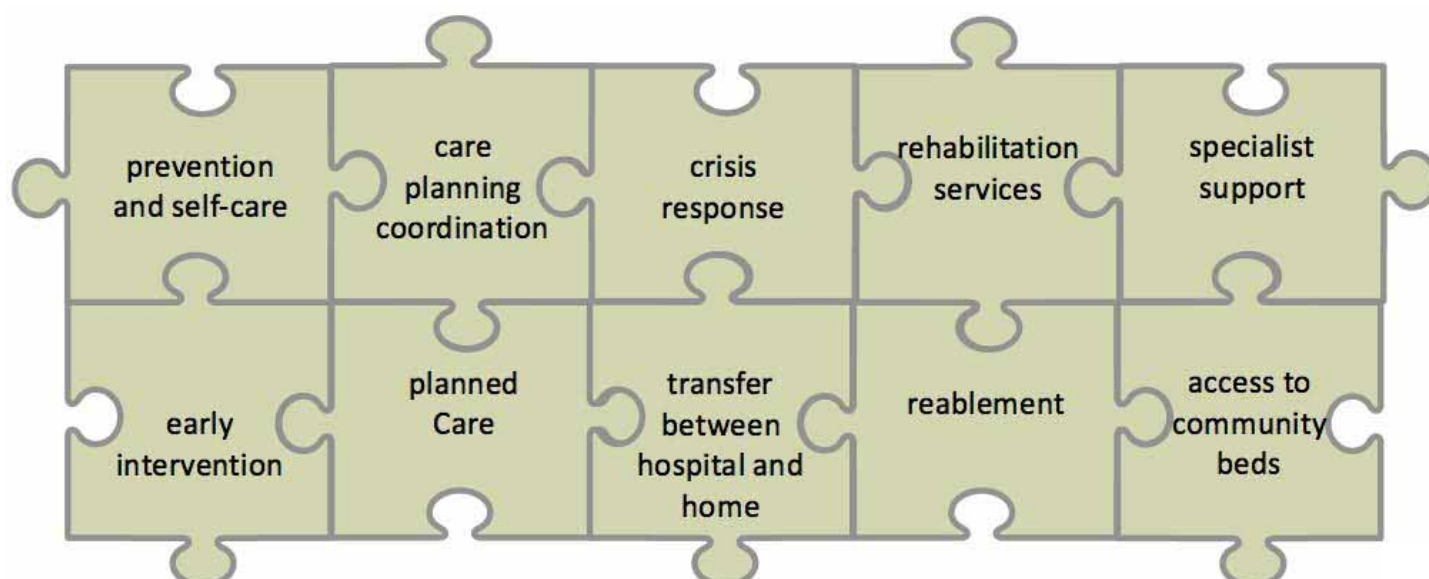 prevention
and self-care
care
planning
coordination
crisis
response
rehabilitation
services
specialist
support
early
intervention
planned
Care
transfer
between
hospital and
home
reablement
access to
community
beds